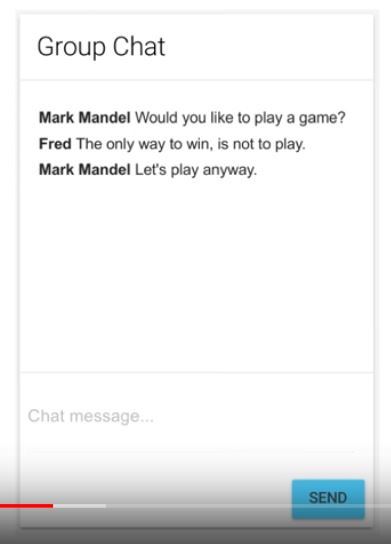 Group Chat
Mark Mandel Would you like to play a game?
Fred The only way to win, is not to play.
Mark Mandel Let's play anyway.
Chat message...
SEND